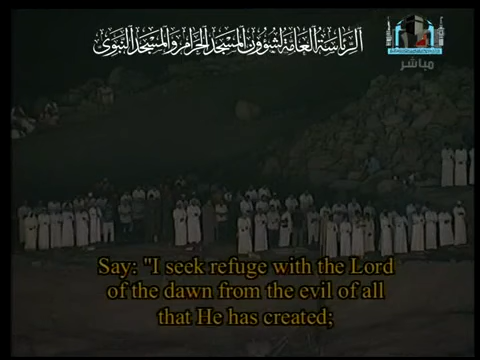 الرئاسة العامة لشؤون المسجد الحرام والمسجد النبوي
مباشر
Say: "I seek refuge with the Lord
of the dawn from the evil of all
that He has created;